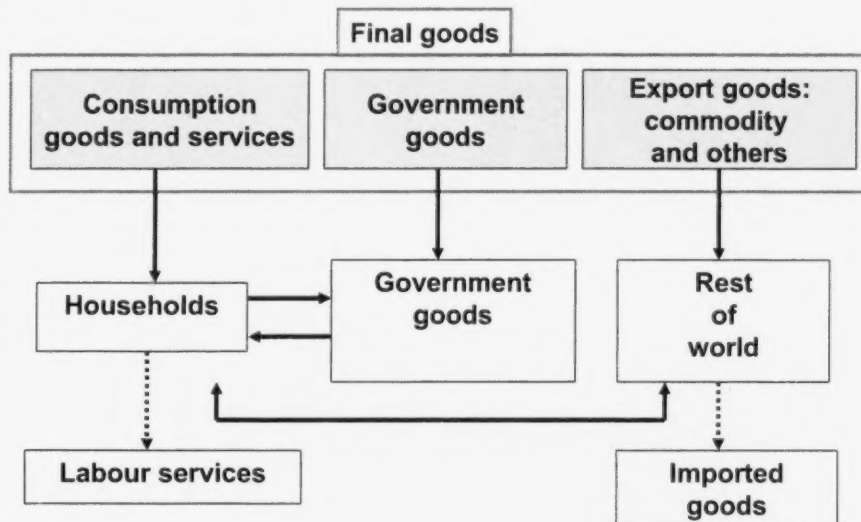 Final goods
Consumption
goods and services
Government
goods
Export goods:
commodity
and others
Households
Government
goods
Rest
of
world
Labour services
Imported
goods